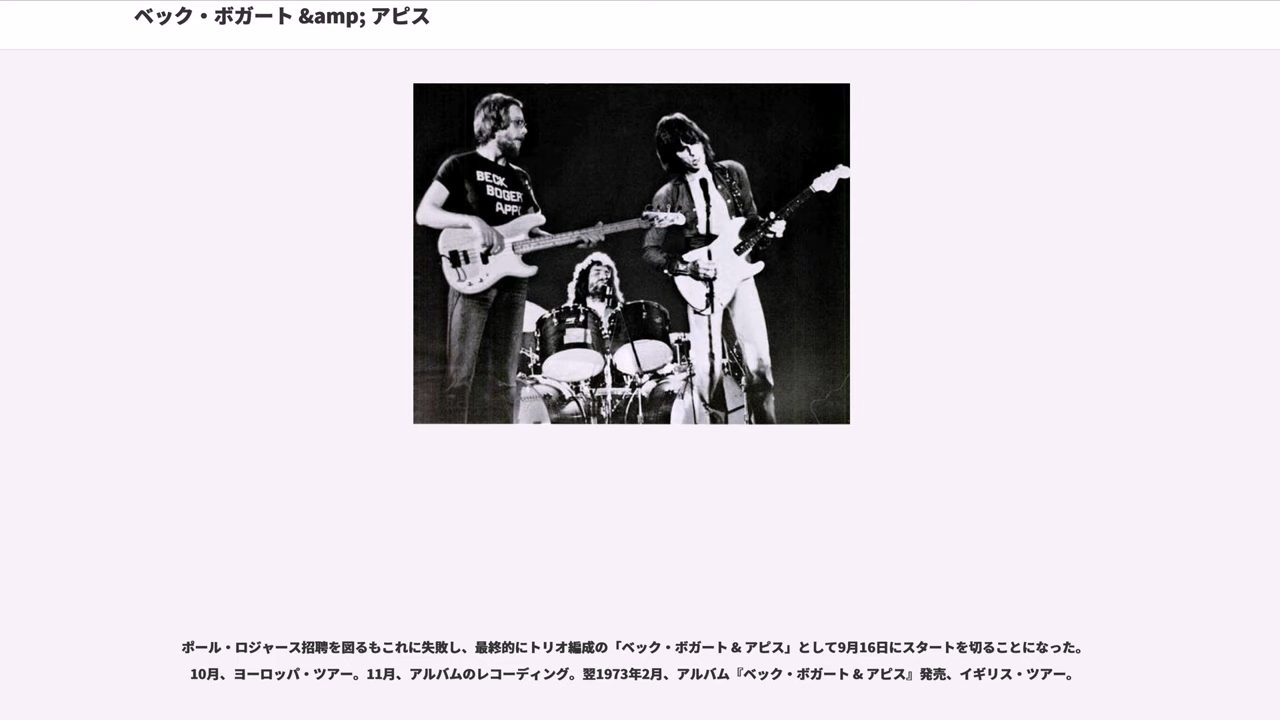 ベック・ボガート &amp; アピス
BECK
BOGERT
APPI
ポール・ロジャース招聘を図るもこれに失敗し、最終的にトリオ編成の「ベック・ボガート & アピス」として9月16日にスタートを切ることになった。
10月、ヨーロッパ・ツアー。11月、アルバムのレコーディング。翌1973年2月、アルバム『ベック・ボガート & アピス』発売、イギリス・ツアー。